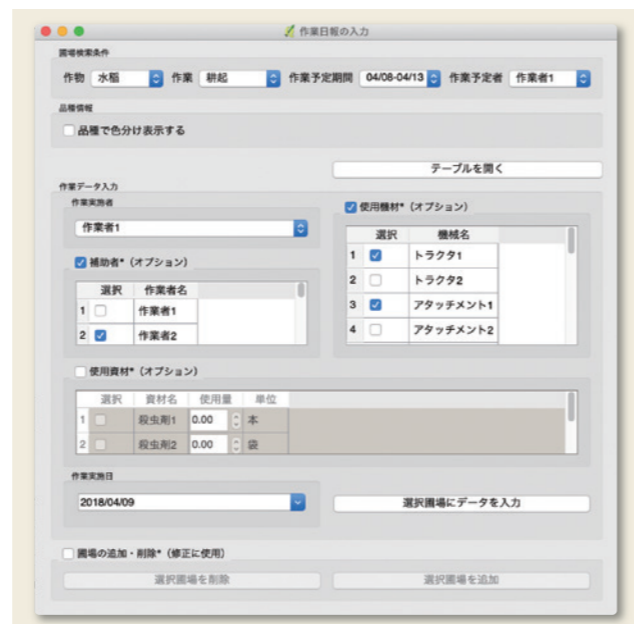 作業日報の入力
圃場検索条件
作物 水稲 作業 耕起 作業予定期間 04/08-04/13 作業予定者 作業者1
品種情報
品種で色分け表示する
テーブルを開く
作業データ入力
作業実施者
作業者1
補助者*（オプション）
選択 作業者名
1 作業者1
2 作業者2
使用機材*（オプション）
選択 機械名
1 トラクタ1
2 トラクタ2
3 アタッチメント1
4 アタッチメント2
使用資材*（オプション）
選択 資材名 使用量 単位
1 殺虫剤1 0.00 本
2 殺虫剤2 0.00 袋
作業実施日
2018/04/09
選択圃場にデータを入力
圃場の追加・削除*（修正に使用）
選択圃場を削除
選択圃場を追加